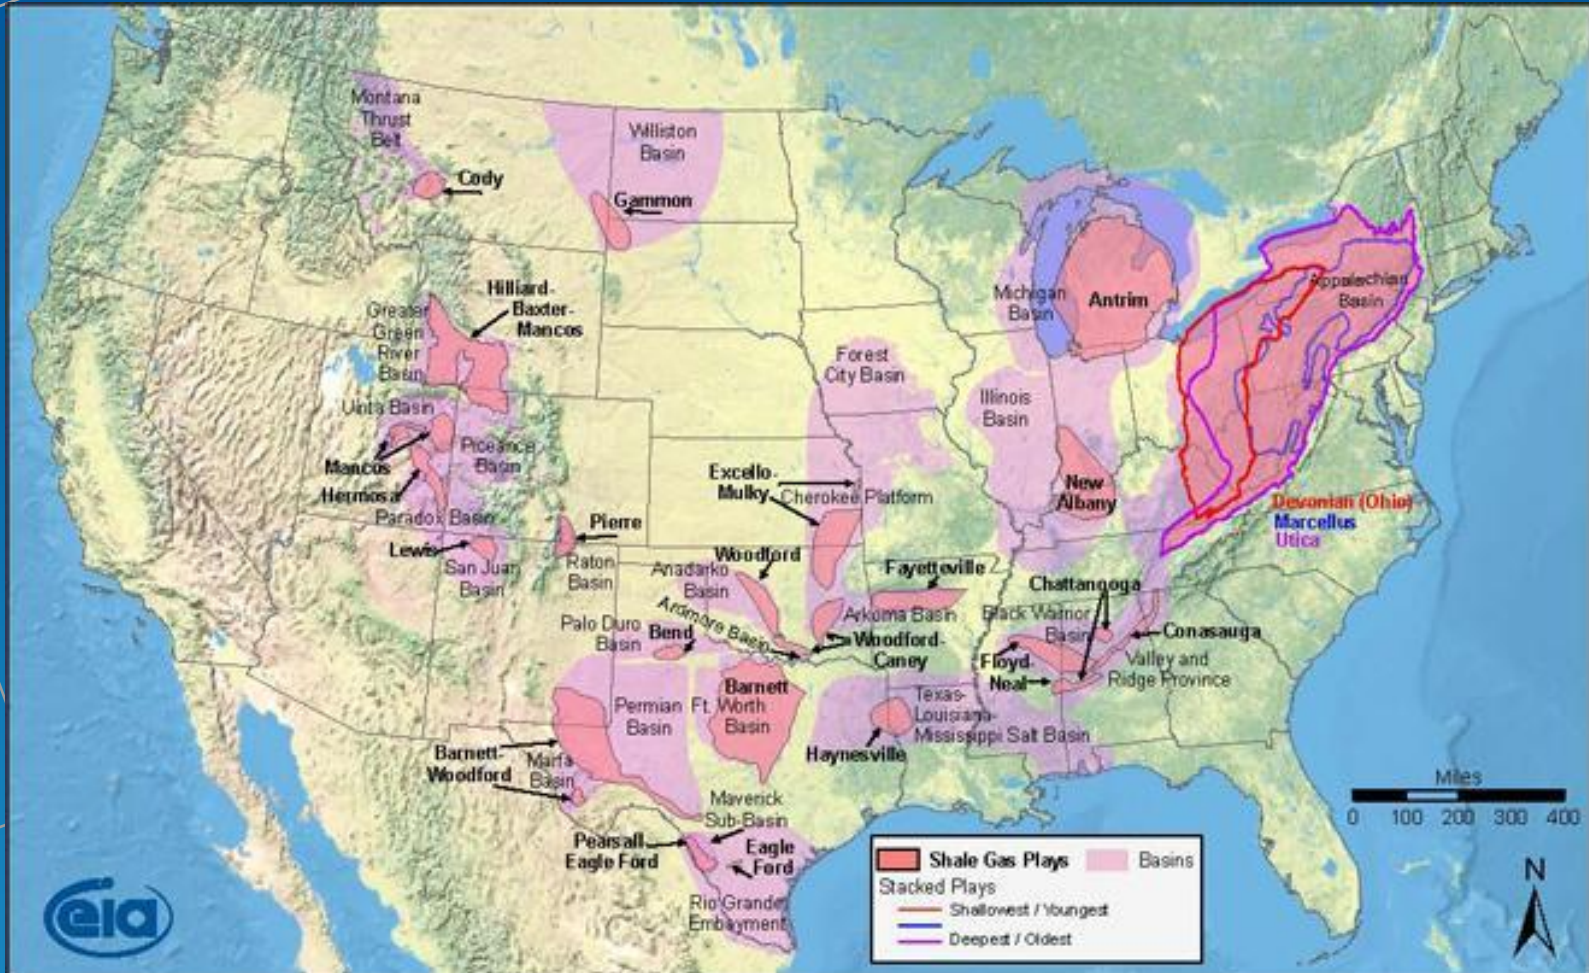 Montana
Thrust
Belt
Williston
Basin
Cody
Gammon
Hilliard-
Baxter-
Mancos
Greater
Green
River
Basin
Michigan
Basin
Antrim
Appalachian
Basin
Forest
City Basin
Illinois
Basin
Uinta Basin
Piceance
Basin
Mancos
Hermosa
Paradox Basin
Excello-
Mulky
Cherokee Platform
New
Albany
Devonian (Ohio)
Marcellus
Utica
Pierre
Lewis
San Juan
Basin
Raton
Basin
Anadarko
Basin
Woodford
Fayetteville
Chattanooga
Arkoma Basin
Black Warrior
Basin
Palo Duro
Basin
Bend
Ardmore Basin
Woodford-
Caney
Conasauga
Floyd-
Neal
Valley and
Ridge Province
Permian
Basin
Barnett
Ft. Worth
Basin
Texas-
Louisiana-
Mississippi Salt Basin
Haynesville
Barnett-
Woodford
Marfa
Basin
Maverick
Sub-Basin
Pearsall
Eagle Ford
Eagle
Ford
Rio Grande
Embayment
Miles
0 100 200 300 400
N
Shale Gas Plays
Basins
Stacked Plays
Shallowest / Youngest
Deepest / Oldest
eia